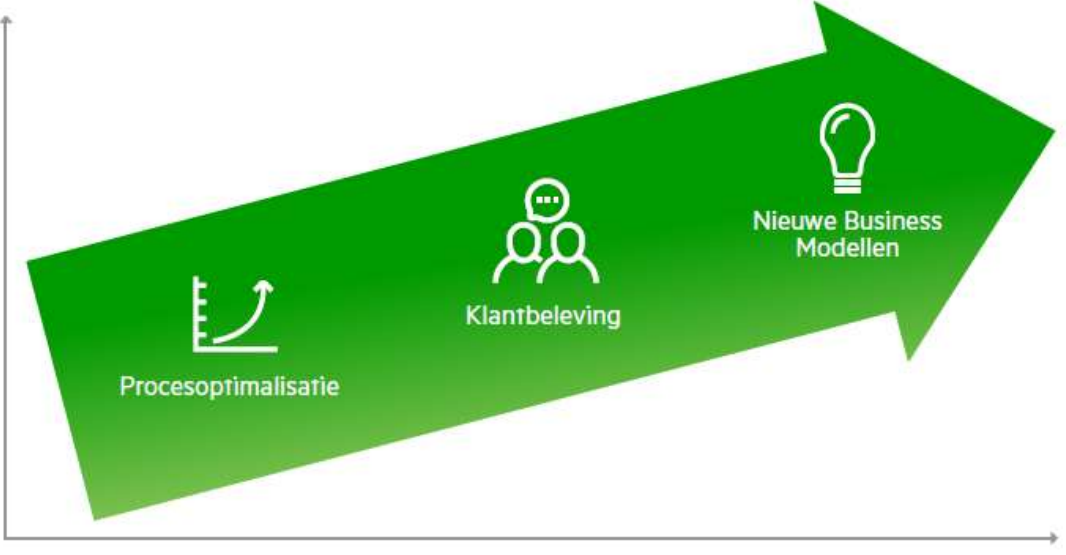 Procesoptimalisatie
Klantbeleving
Nieuwe Business
Modellen